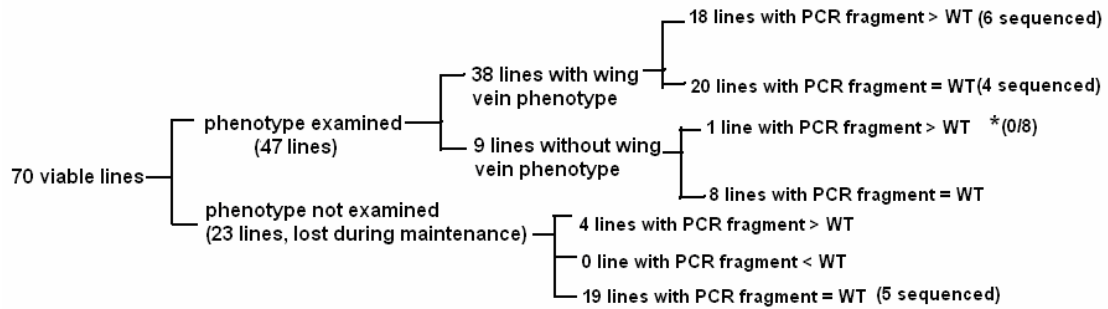 18 lines with PCR fragment > WT (6 sequenced)
38 lines with wing
vein phenotype
20 lines with PCR fragment = WT(4 sequenced)
phenotype examined
(47 lines)
1 line with PCR fragment > WT *(0/8)
9 lines without wing
vein phenotype
8 lines with PCR fragment = WT
70 viable lines
phenotype not examined
(23 lines, lost during maintenance)
4 lines with PCR fragment > WT
0 line with PCR fragment < WT
19 lines with PCR fragment = WT (5 sequenced)